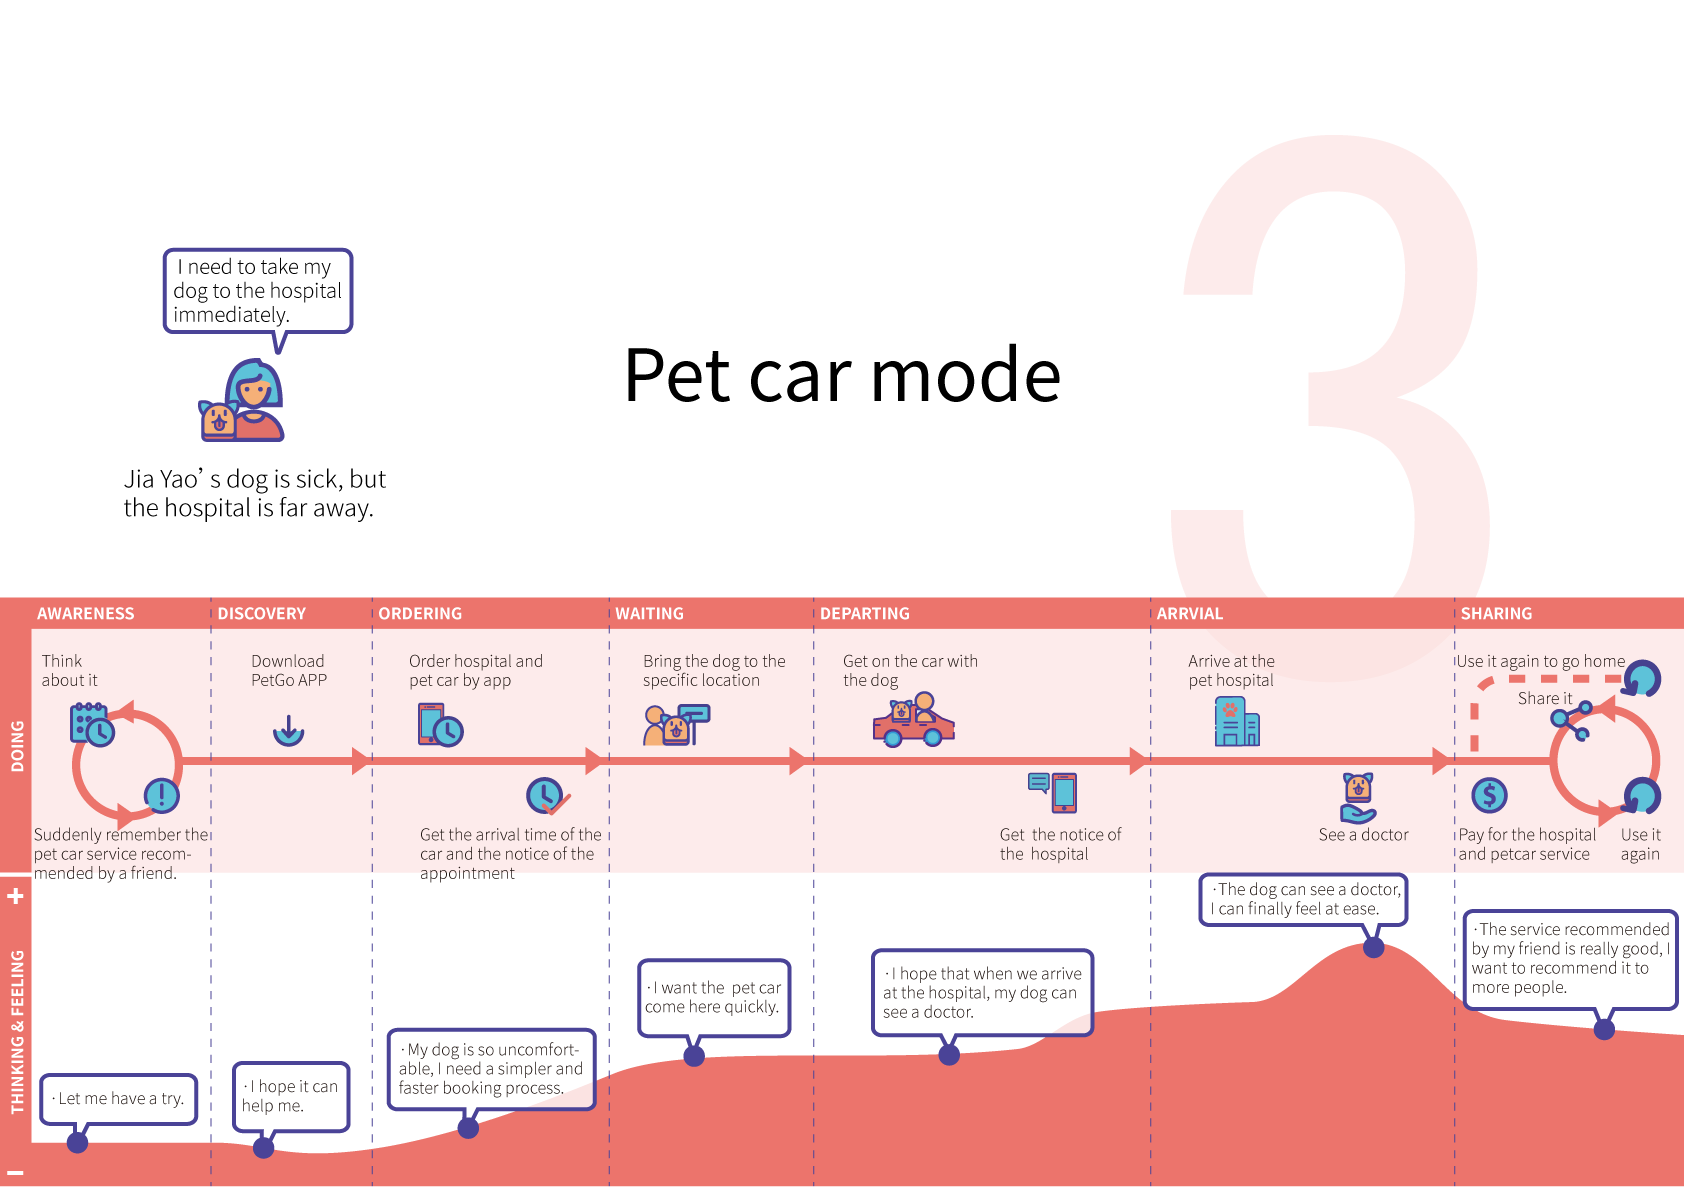 3
I need to take my
dog to the hospital
immediately.
Pet car mode
Jia Yao’ s dog is sick, but
the hospital is far away.
AWARENESS
DISCOVERY
ORDERING
WAITING
DEPARTING
ARRVIAL
SHARING
DOING
Think
about it
Suddenly remember the
pet car service recom-
mended by a friend.
Download
PetGo APP
Order hospital and
pet car by app
Get the arrival time of the
car and the notice of the
appointment
Bring the dog to the
specific location
Get on the car with
the dog
Get the notice of
the hospital
Arrive at the
pet hospital
See a doctor
Use it again to go home
Share it
$
Pay for the hospital
and petcar service
Use it
again
+
THINKING & FEELING
–
· Let me have a try.
· I hope it can
help me.
· My dog is so uncomfort-
able, I need a simpler and
faster booking process.
· I want the pet car
come here quickly.
· I hope that when we arrive
at the hospital, my dog can
see a doctor.
· The dog can see a doctor,
I can finally feel at ease.
· The service recommended
by my friend is really good, I
want to recommend it to
more people.